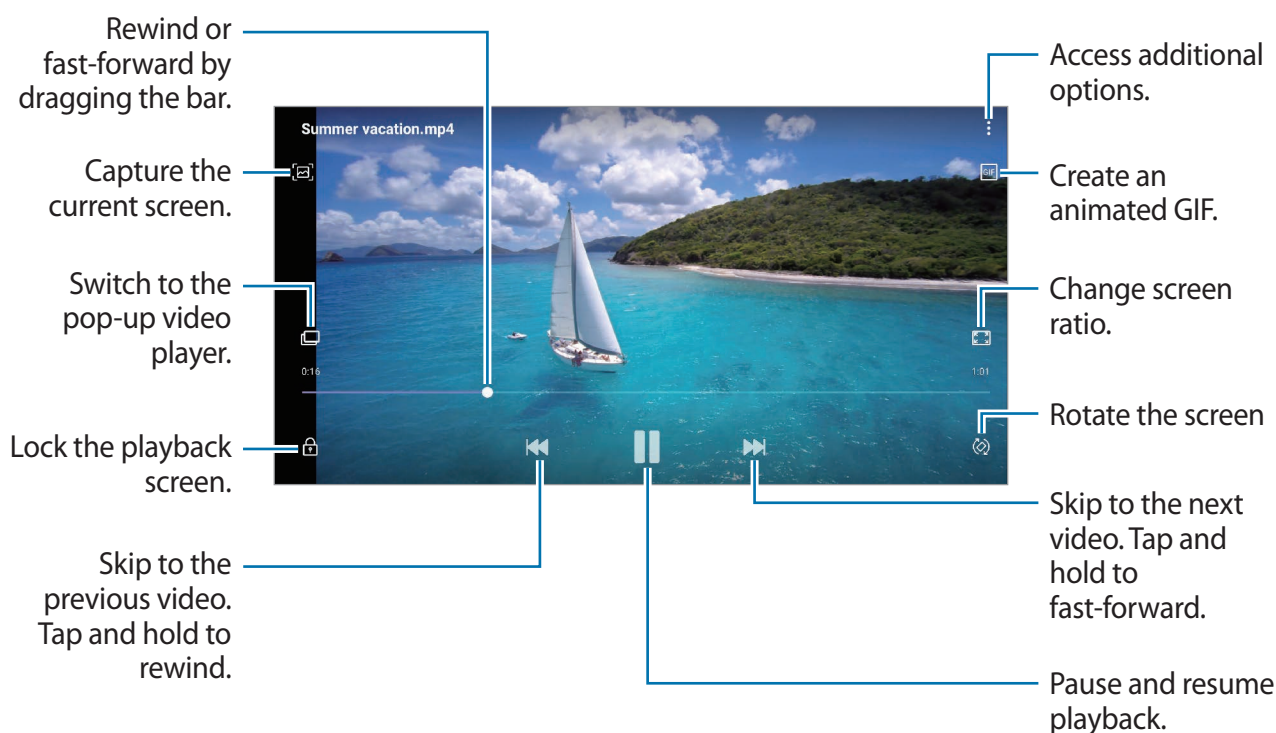 Rewind or
fast-forward by
dragging the bar.
Capture the
current screen.
Switch to the
pop-up video
player.
Lock the playback
screen.
Skip to the
previous video.
Tap and hold to
rewind.
Summer vacation.mp4
GIF
0:16
1:01
Access additional
options.
Create an
animated GIF.
Change screen
ratio.
Rotate the screen
Skip to the next
video. Tap and
hold to
fast-forward.
Pause and resume
playback.